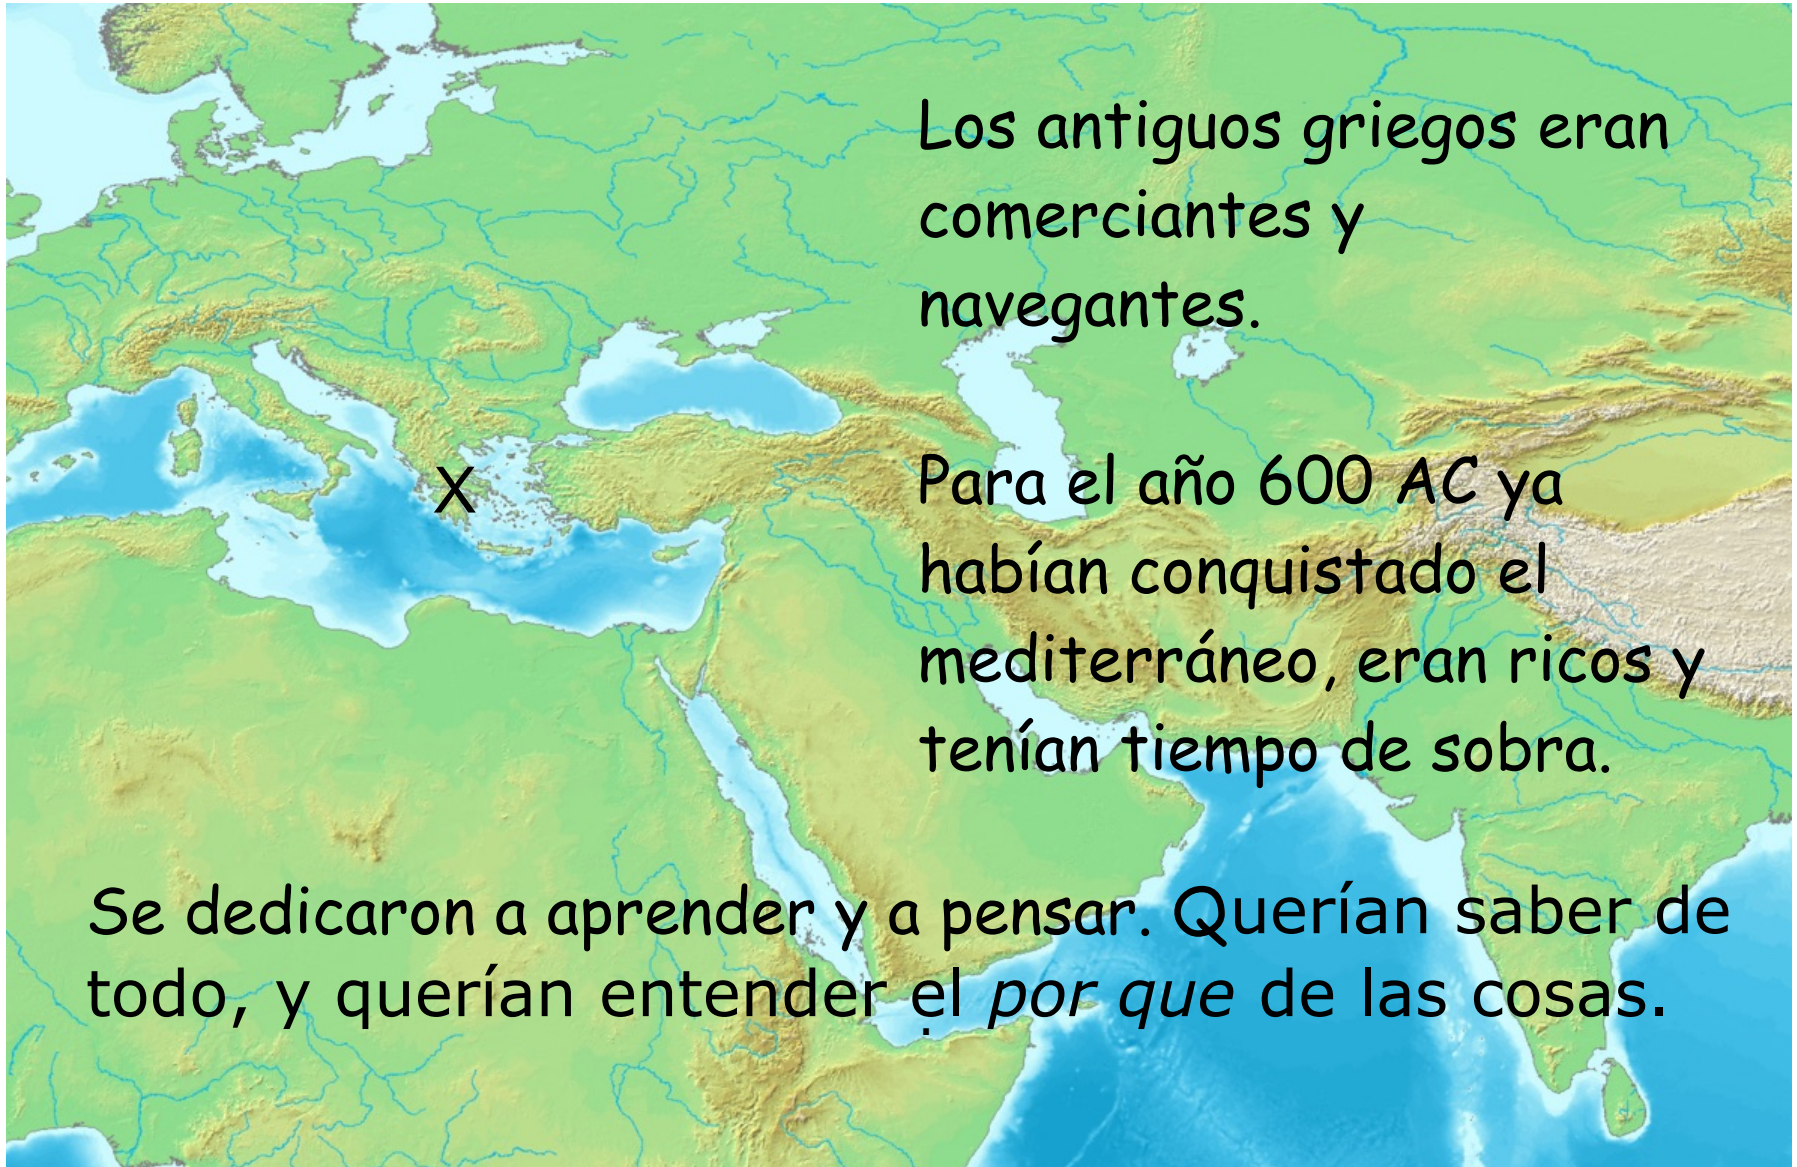 Los antiguos griegos eran
comerciantes y
navegantes.
X
Para el año 600 AC ya
habían conquistado el
mediterráneo, eran ricos y
tenían tiempo de sobra.
Se dedicaron a aprender y a pensar. Querían saber de
todo, y querían entender el por que de las cosas.
.